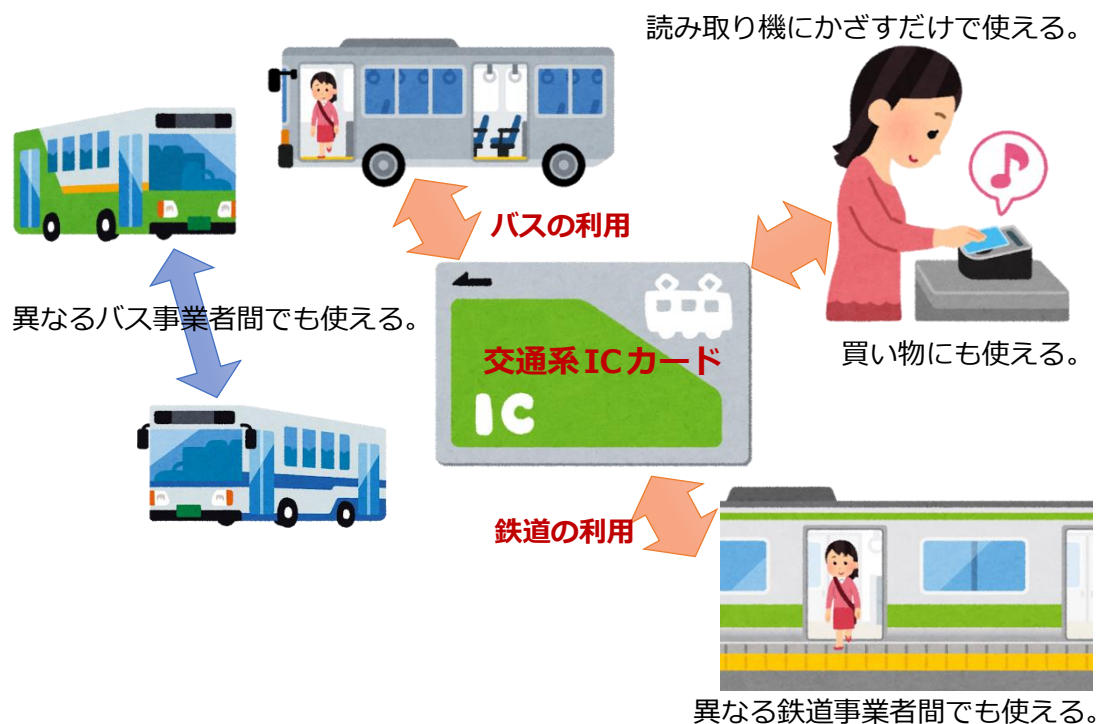 読み取り機にかざすだけで使える。
バスの利用
異なるバス事業者間でも使える。
買い物にも使える。
交通系ICカード
IC
鉄道の利用
異なる鉄道事業者間でも使える。